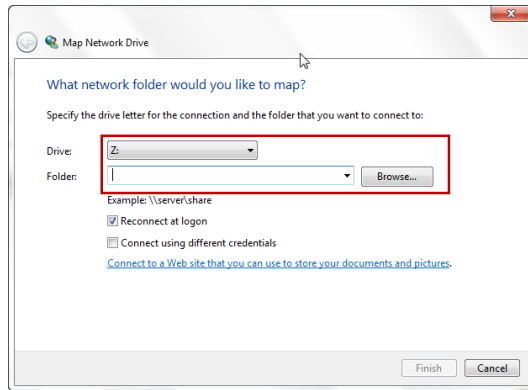 Map Network Drive
What network folder would you like to map?
Specify the drive letter for the connection and the folder that you want to connect to:
Drive: Z:
Folder: Browse...
Example: \\server\share
Reconnect at logon
Connect using different credentials
Connect to a Web site that you can use to store your documents and pictures.
Finish Cancel